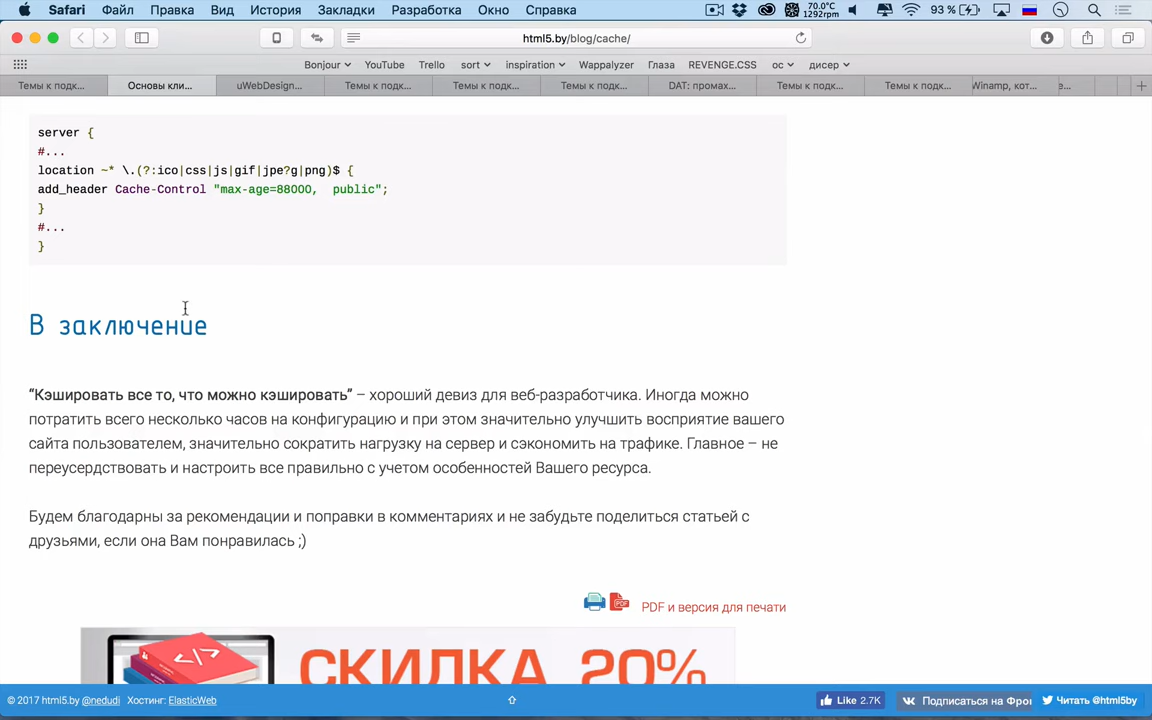 Safari Файл Правка Вид История Закладки Разработка Окно Справка 70.0°C 1292rpm 93 %
html5.by/blog/cache/
Bonjour YouTube Trello sort inspiration Wappalyzer Глаза REVENGE.CSS ос дисер
Темы к подк... Основы кли... uWebDesign... Темы к подк... Темы к подк... Темы к подк... DAT: промах... Темы к подк... Темы к подк... Winamp, кот... е...
server {
#...
location ~* \.(?:ico|css|js|gif|jpe?g|png)$ {
add_header Cache-Control "max-age=88000,  public";
}
#...
}
В заключение
“Кэшировать все то, что можно кэшировать” – хороший девиз для веб-разработчика. Иногда можно
потратить всего несколько часов на конфигурацию и при этом значительно улучшить восприятие вашего
сайта пользователем, значительно сократить нагрузку на сервер и сэкономить на трафике. Главное – не
переусердствовать и настроить все правильно с учетом особенностей Вашего ресурса.
Будем благодарны за рекомендации и поправки в комментариях и не забудьте поделиться статьей с
друзьями, если она Вам понравилась ;)
PDF PDF и версия для печати
</> СКИДКА 20%
© 2017 html5.by @nedudi Хостинг: ElasticWeb Like 2.7K Подписаться на Фро Читать @html5by